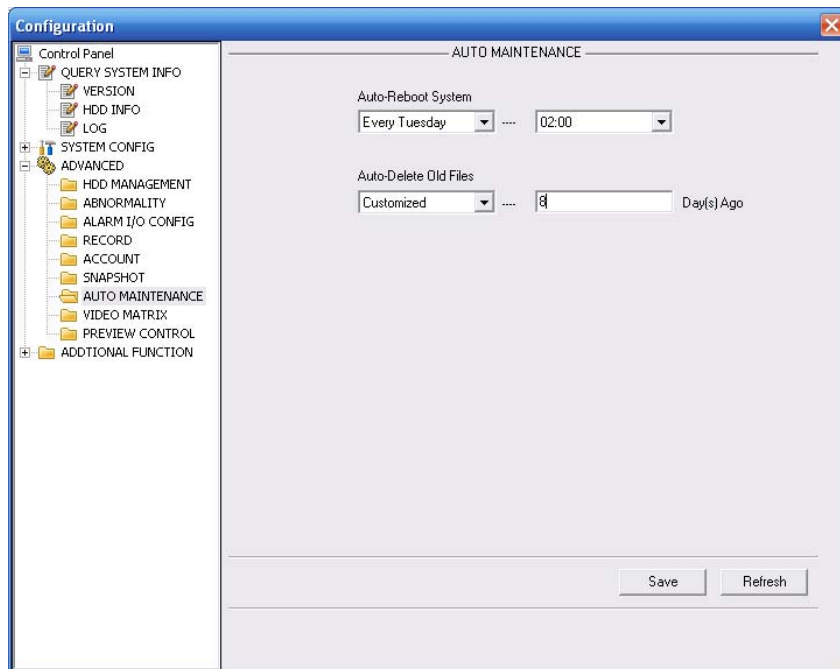 Configuration
Control Panel
QUERY SYSTEM INFO
VERSION
HDD INFO
LOG
SYSTEM CONFIG
ADVANCED
HDD MANAGEMENT
ABNORMALITY
ALARM I/O CONFIG
RECORD
ACCOUNT
SNAPSHOT
AUTO MAINTENANCE
VIDEO MATRIX
PREVIEW CONTROL
ADDTIONAL FUNCTION
AUTO MAINTENANCE
Auto-Reboot System
Every Tuesday ---- 02:00
Auto-Delete Old Files
Customized ---- 8 Day(s) Ago
Save Refresh